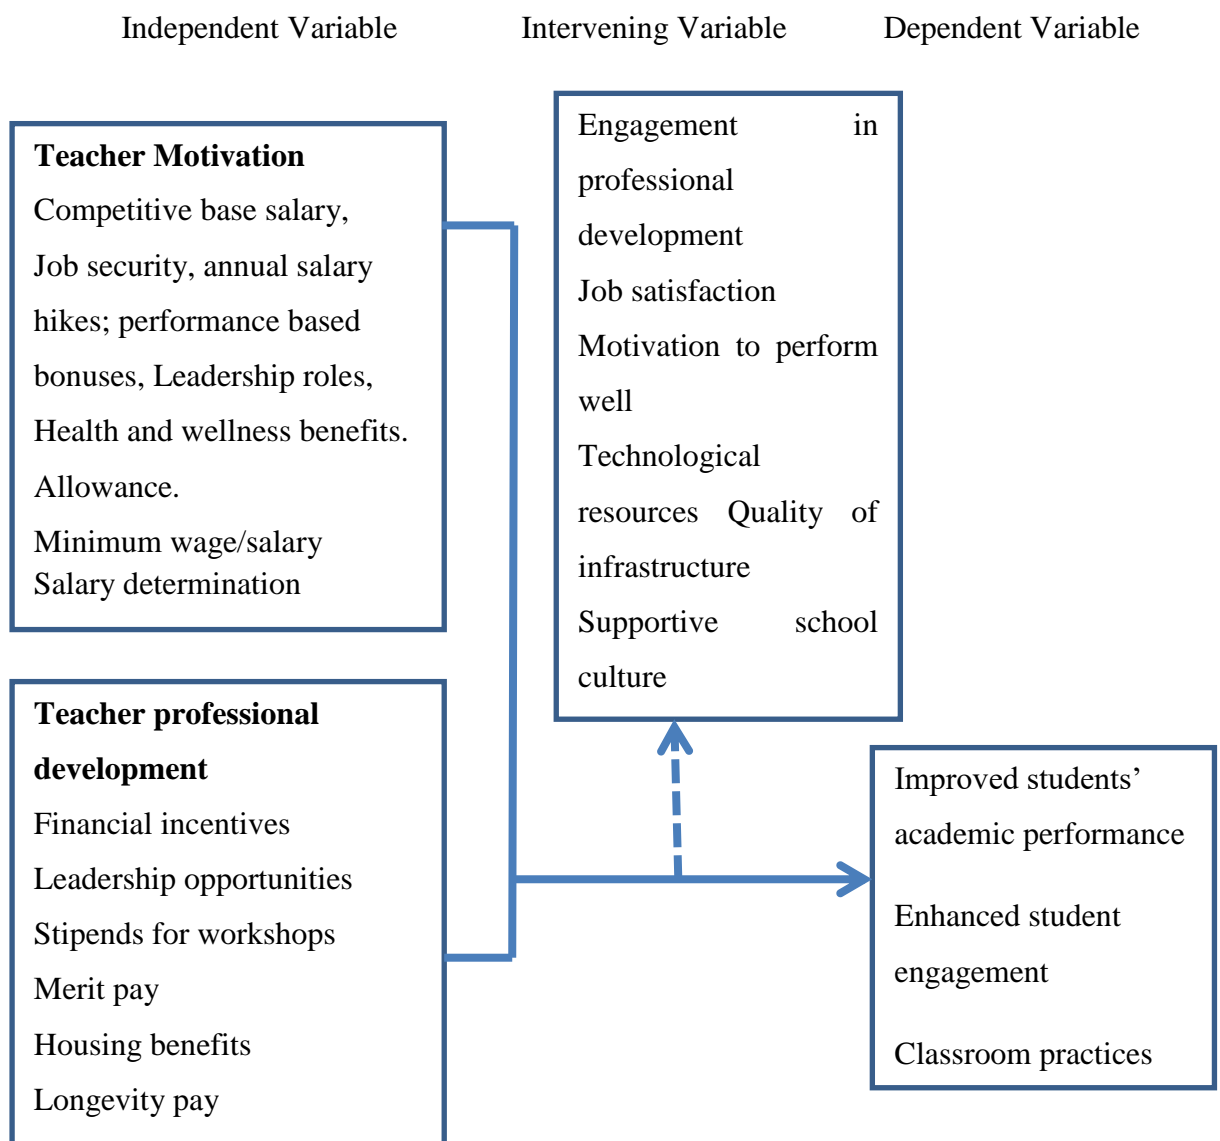 Independent Variable
Intervening Variable
Dependent Variable
Teacher Motivation
Competitive base salary,
Job security, annual salary
hikes; performance based
bonuses, Leadership roles,
Health and wellness benefits.
Allowance.
Minimum wage/salary
Salary determination
Teacher professional
development
Financial incentives
Leadership opportunities
Stipends for workshops
Merit pay
Housing benefits
Longevity pay
Engagement in
professional
development
Job satisfaction
Motivation to perform
well
Technological
resources Quality of
infrastructure
Supportive school
culture
Improved students’
academic performance
Enhanced student
engagement
Classroom practices